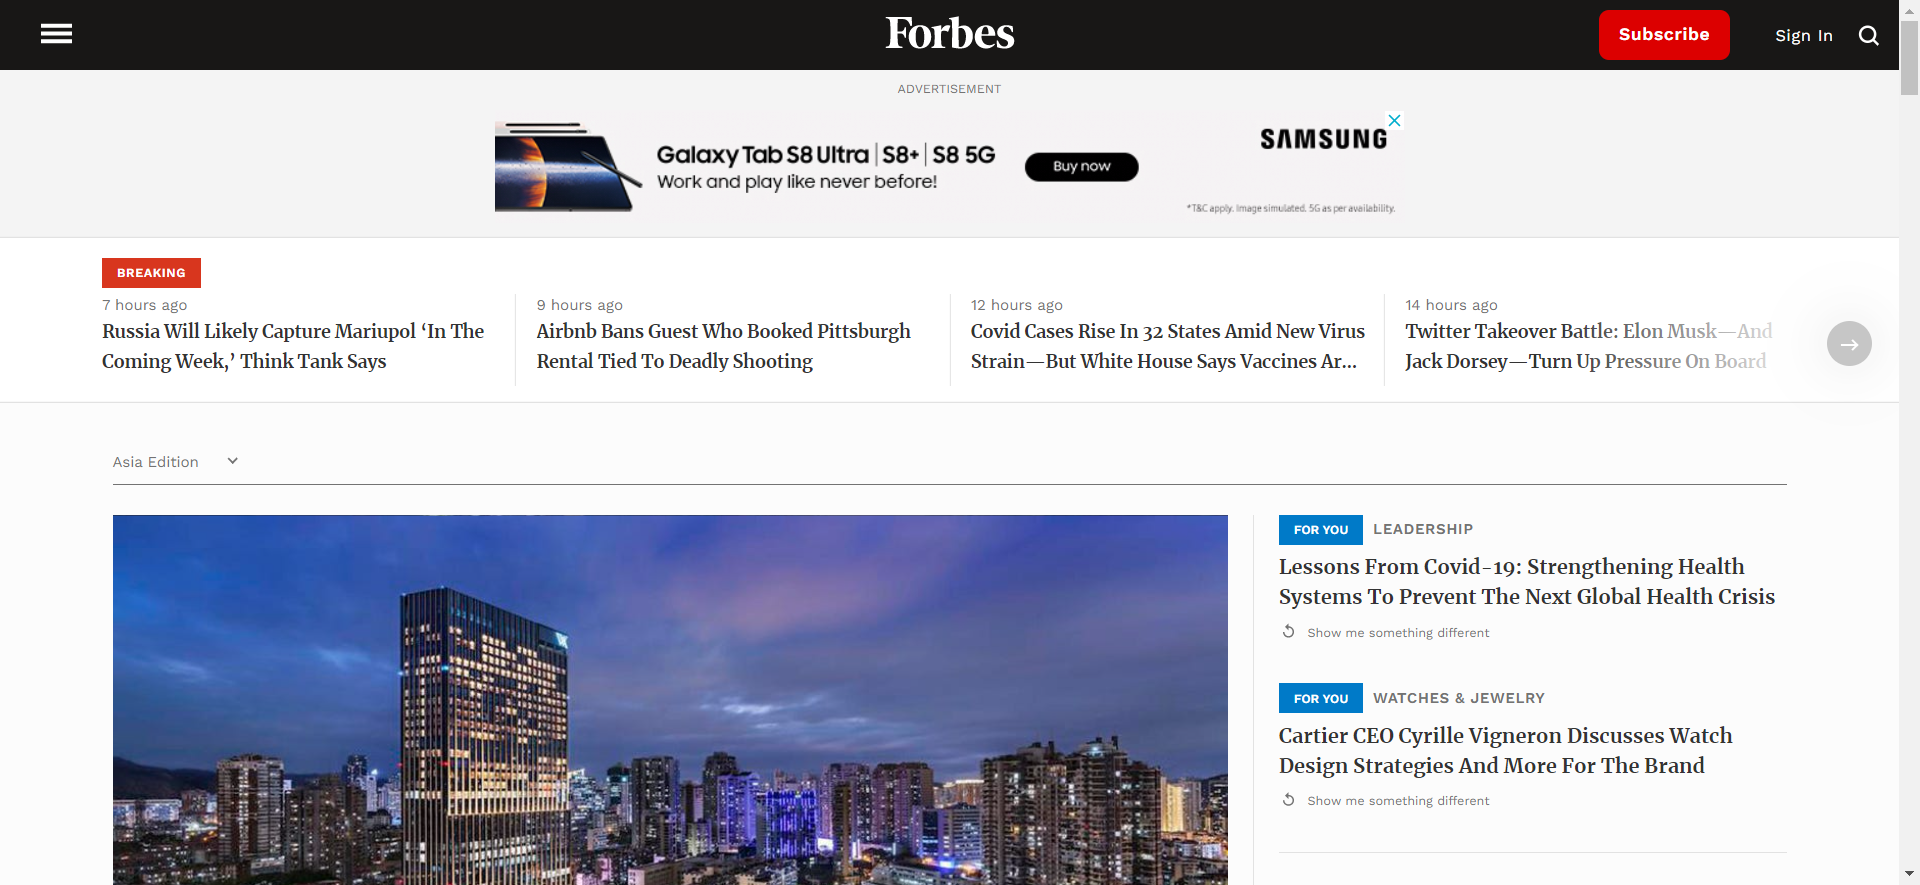 Forbes
Subscribe
Sign In
ADVERTISEMENT
Galaxy Tab S8 Ultra | S8+ | S8 5G
Work and play like never before!
Buy now
SAMSUNG
*T&C apply. Image simulated. 5G as per availability.
BREAKING
7 hours ago
Russia Will Likely Capture Mariupol ‘In The
Coming Week,’ Think Tank Says
9 hours ago
Airbnb Bans Guest Who Booked Pittsburgh
Rental Tied To Deadly Shooting
12 hours ago
Covid Cases Rise In 32 States Amid New Virus
Strain—But White House Says Vaccines Ar...
14 hours ago
Twitter Takeover Battle: Elon Musk—And
Jack Dorsey—Turn Up Pressure On Board
Asia Edition
FOR YOU LEADERSHIP
Lessons From Covid-19: Strengthening Health
Systems To Prevent The Next Global Health Crisis
Show me something different
FOR YOU WATCHES & JEWELRY
Cartier CEO Cyrille Vigneron Discusses Watch
Design Strategies And More For The Brand
Show me something different